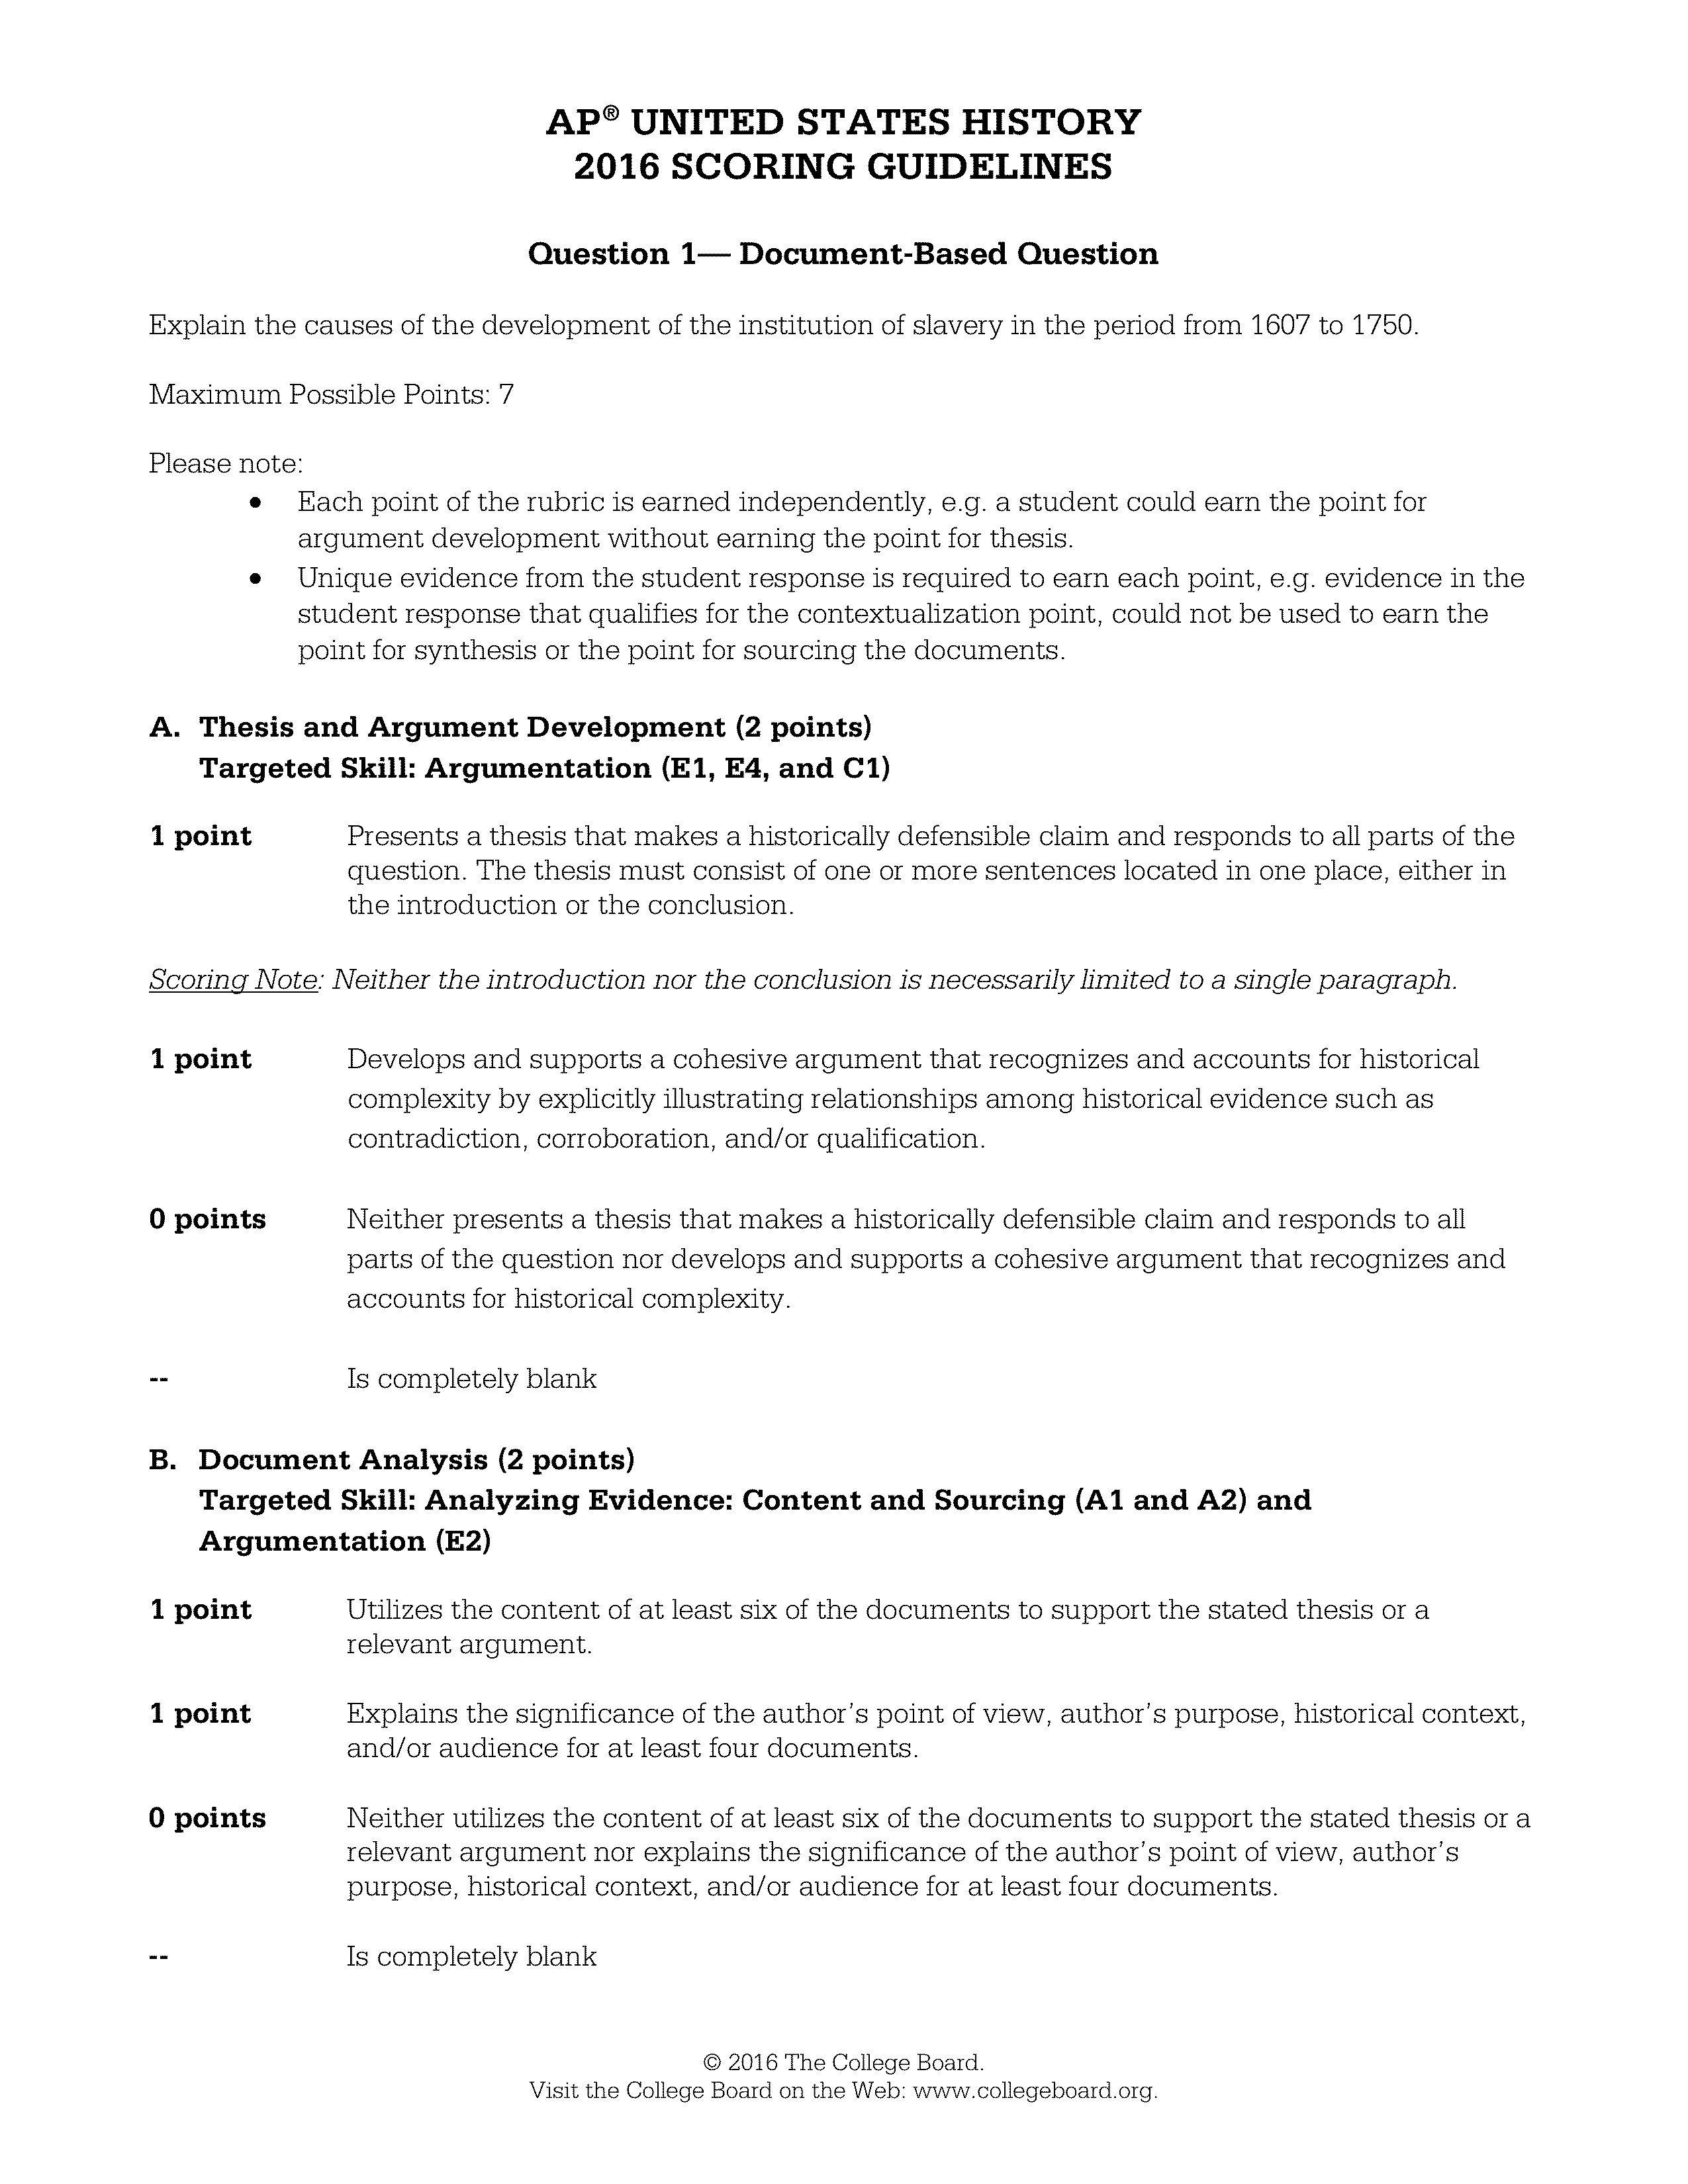 AP® UNITED STATES HISTORY
2016 SCORING GUIDELINES
Question 1— Document-Based Question
Explain the causes of the development of the institution of slavery in the period from 1607 to 1750.
Maximum Possible Points: 7
Please note:
• Each point of the rubric is earned independently, e.g. a student could earn the point for
argument development without earning the point for thesis.
• Unique evidence from the student response is required to earn each point, e.g. evidence in the
student response that qualifies for the contextualization point, could not be used to earn the
point for synthesis or the point for sourcing the documents.
A. Thesis and Argument Development (2 points)
Targeted Skill: Argumentation (E1, E4, and C1)
1 point Presents a thesis that makes a historically defensible claim and responds to all parts of the
question. The thesis must consist of one or more sentences located in one place, either in
the introduction or the conclusion.
Scoring Note: Neither the introduction nor the conclusion is necessarily limited to a single paragraph.
1 point Develops and supports a cohesive argument that recognizes and accounts for historical
complexity by explicitly illustrating relationships among historical evidence such as
contradiction, corroboration, and/or qualification.
0 points Neither presents a thesis that makes a historically defensible claim and responds to all
parts of the question nor develops and supports a cohesive argument that recognizes and
accounts for historical complexity.
-- Is completely blank
B. Document Analysis (2 points)
Targeted Skill: Analyzing Evidence: Content and Sourcing (A1 and A2) and
Argumentation (E2)
1 point Utilizes the content of at least six of the documents to support the stated thesis or a
relevant argument.
1 point Explains the significance of the author's point of view, author's purpose, historical context,
and/or audience for at least four documents.
0 points Neither utilizes the content of at least six of the documents to support the stated thesis or a
relevant argument nor explains the significance of the author's point of view, author's
purpose, historical context, and/or audience for at least four documents.
-- Is completely blank
© 2016 The College Board.
Visit the College Board on the Web: www.collegeboard.org.